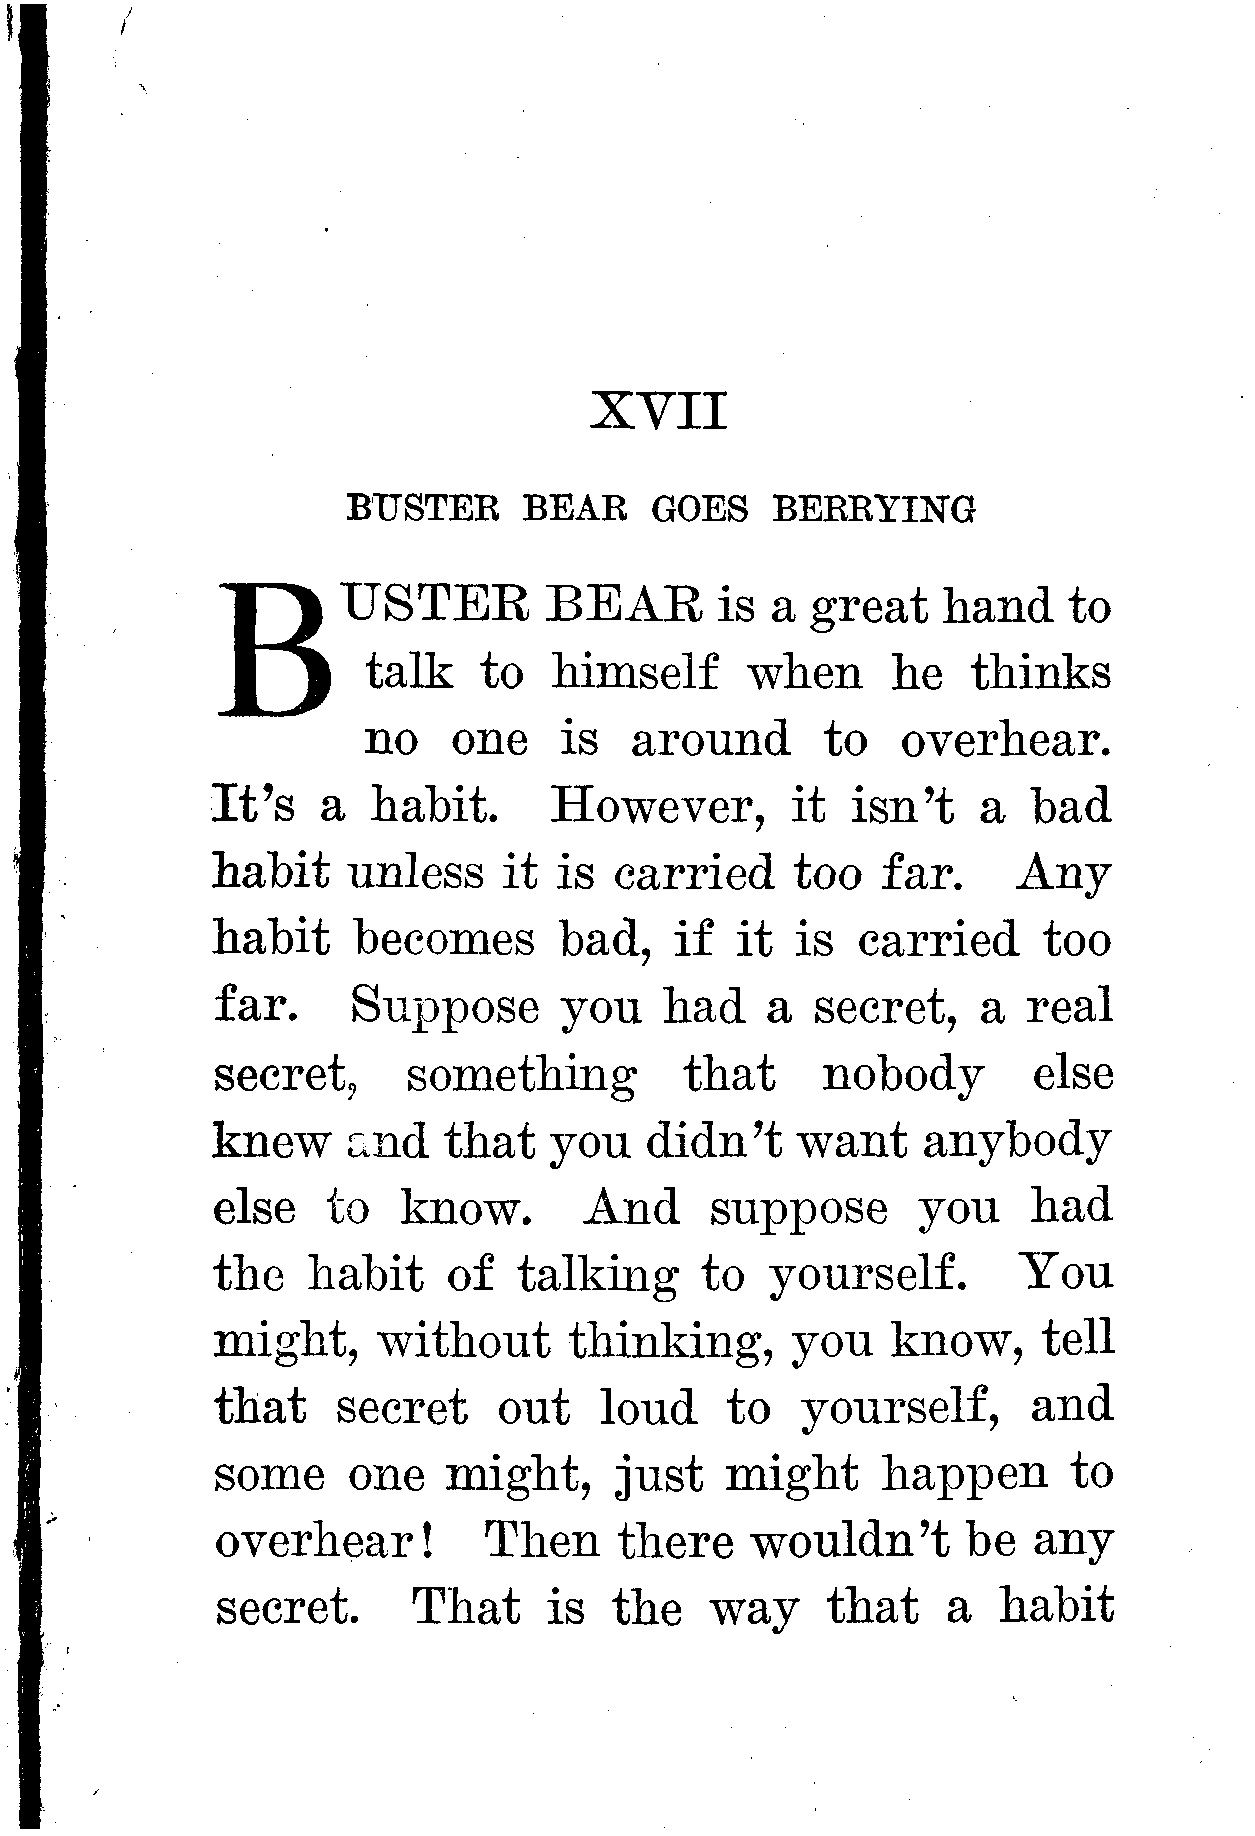 XVII
BUSTER BEAR GOES BERRYING
BUSTER BEAR is a great hand to
talk to himself when he thinks
no one is around to overhear.
It's a habit. However, it isn't a bad
habit unless it is carried too far. Any
habit becomes bad, if it is carried too
far. Suppose you had a secret, a real
secret, something that nobody else
knew and that you didn't want anybody
else to know. And suppose you had
the habit of talking to yourself. You
might, without thinking, you know, tell
that secret out loud to yourself, and
some one might, just might happen to
overhear! Then there wouldn't be any
secret. That is the way that a habit